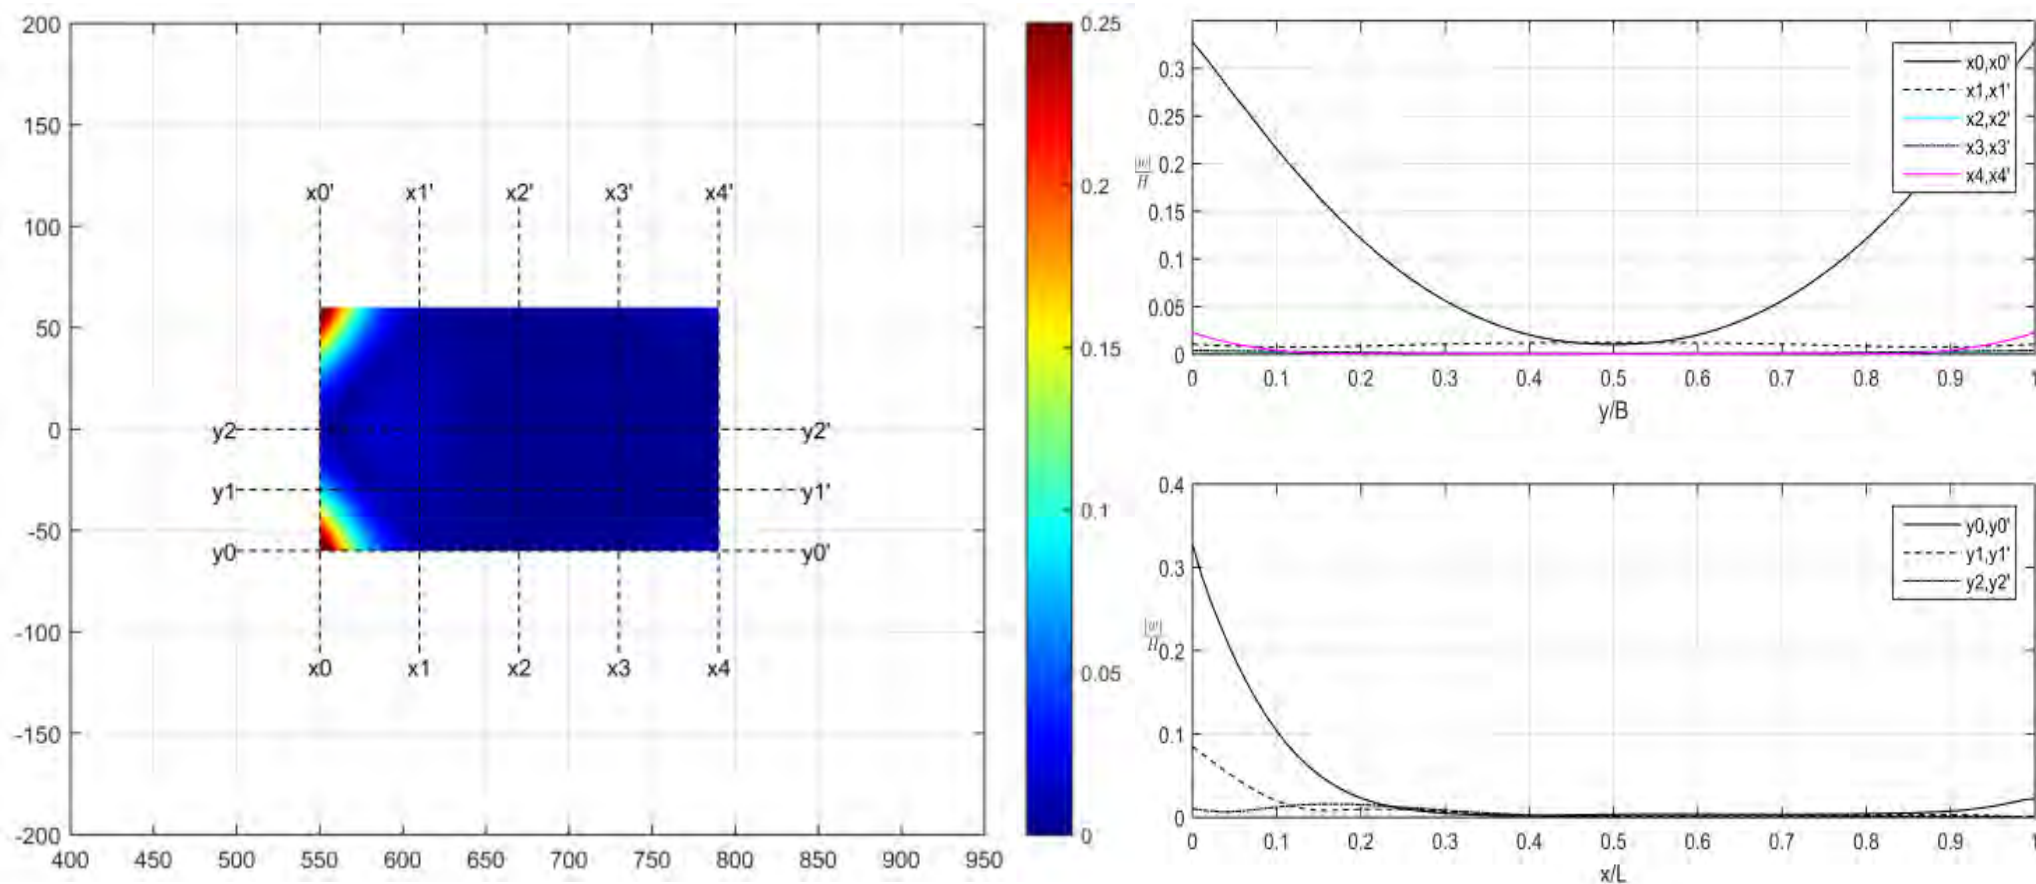 200
150
100
50
0
-50
-100
-150
-200
400 450 500 550 600 650 700 750 800 850 900 950
x0' x1' x2' x3' x4'
y2 y2'
y1 y1'
y0 y0'
x0 x1 x2 x3 x4
0.25
0.2
0.15
0.1
0.05
0
0.3
0.25
0.2
0.15
0.1
0.05
0
|w|
H
0 0.1 0.2 0.3 0.4 0.5 0.6 0.7 0.8 0.9 1
y/B
x0,x0'
x1,x1'
x2,x2'
x3,x3'
x4,x4'
0.4
0.3
0.2
0.1
0
|w|
H
0 0.1 0.2 0.3 0.4 0.5 0.6 0.7 0.8 0.9 1
x/L
y0,y0'
y1,y1'
y2,y2'